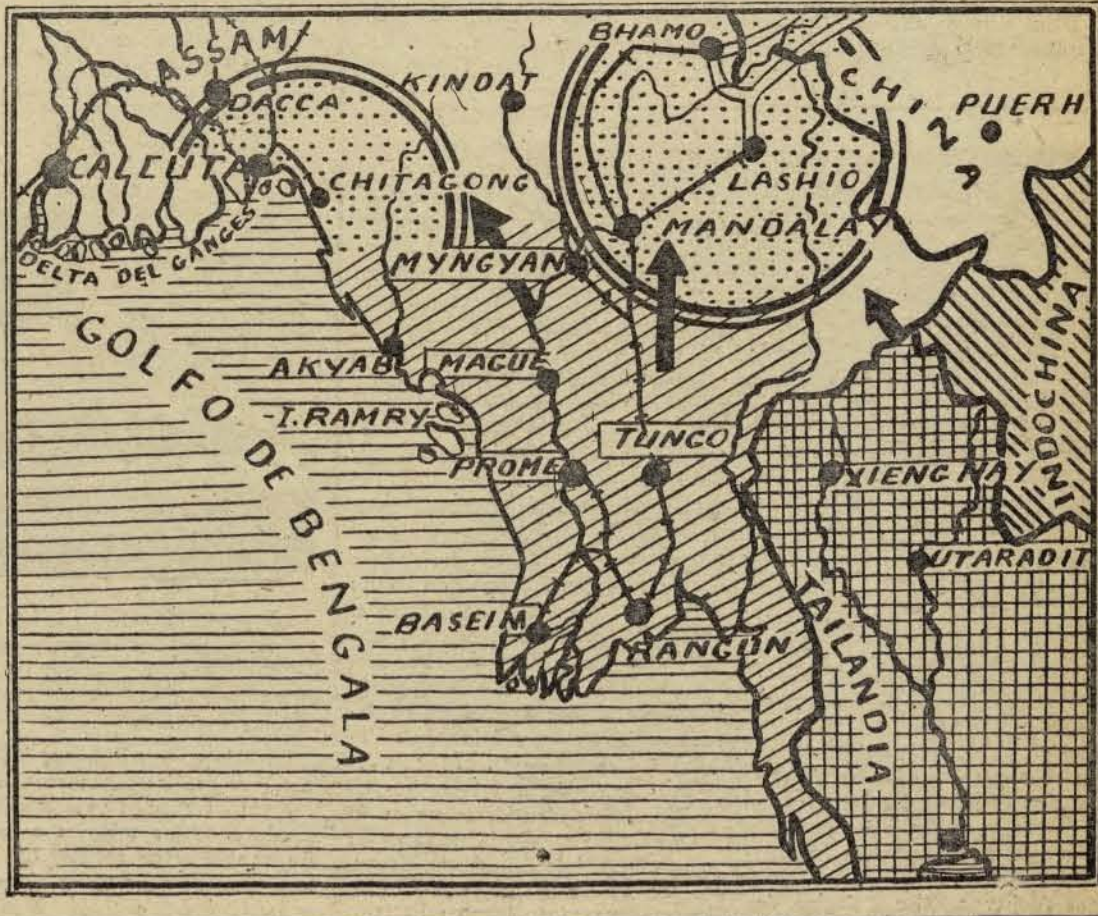 BHAMO
ASSAM
KINDAT
CHINA
DACCA
PUERH
CALCUTA
CHITAGONG
LASHIO
MANDALAY
DELTA DEL GANGES
MYNGYAN
GOLFO DE BENGALA
INDOCHINA
AKYAB
MAGUE
I. RAMRY
TUNGO
PROME
XIENG MAY
UTARADIT
BASEIM
RANGUN
TAILANDIA